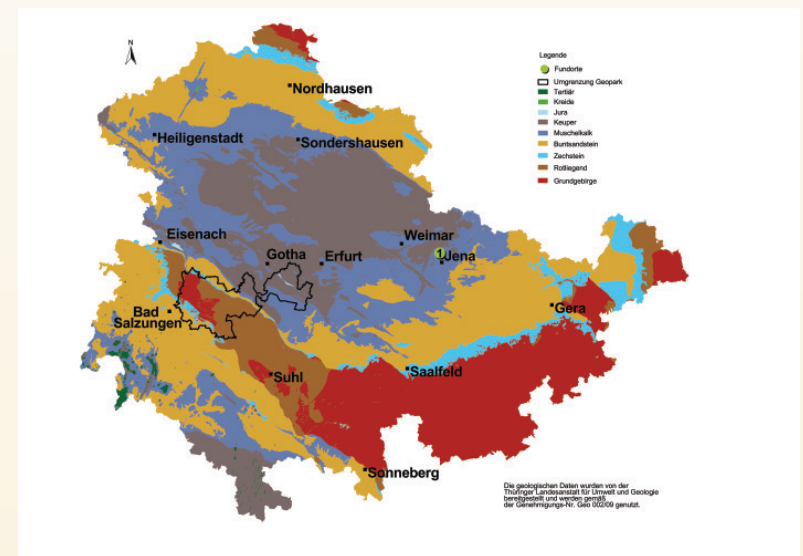 N
Nordhausen
Heiligenstadt
Sondershausen
Eisenach
Gotha
Erfurt
Weimar
1
Jena
Bad
Salzungen
Gera
Suhl
Saalfeld
Sonneberg
Legende
Fundorte
Umgrenzung Geopark
Tertiär
Kreide
Jura
Keuper
Muschelkalk
Buntsandstein
Zechstein
Rotliegend
Grundgebirge
Die geologischen Daten wurden von der
Thüringer Landesanstalt für Umwelt und Geologie
bereitgestellt und werden gemäß
der Genehmigungs-Nr. Geo 002/09 genutzt.